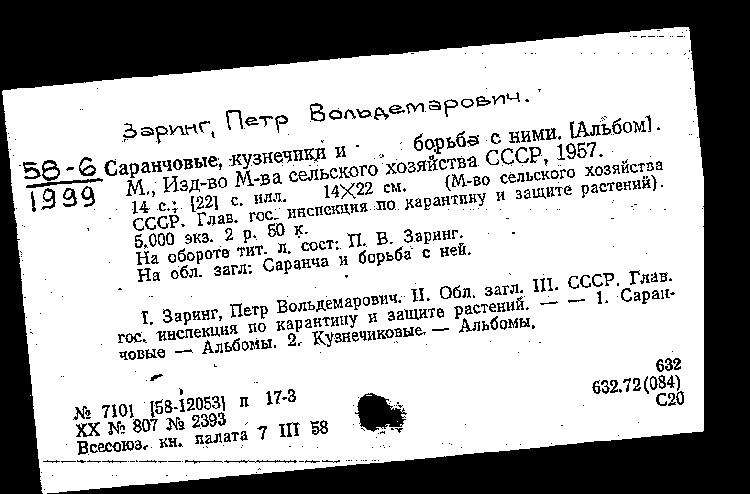 Заринг, Петр Вольдемарович.
58-6
1999
Саранчовые, кузнечики и борьба с ними. [Альбом].
М., Изд-во М-ва сельского хозяйства СССР, 1957.
14 с.; [22] с. илл. 14×22 см. (М-во сельского хозяйства
СССР. Глав. гос. инспекция по карантину и защите растений).
5.000 экз. 2 р. 50 к.
На обороте тит. л. сост: П. В. Заринг.
На обл. загл: Саранча и борьба с ней.
I. Заринг, Петр Вольдемарович. II. Обл. загл. III. СССР. Глав.
гос. инспекция по карантину и защите растений. — — 1. Саран-
човые — Альбомы. 2. Кузнечиковые. — Альбомы.
632
№ 7101 [58-12053] п 17-3
632.72(084)
XX № 807 № 2393
С20
Всесоюз. кн. палата 7 III 58